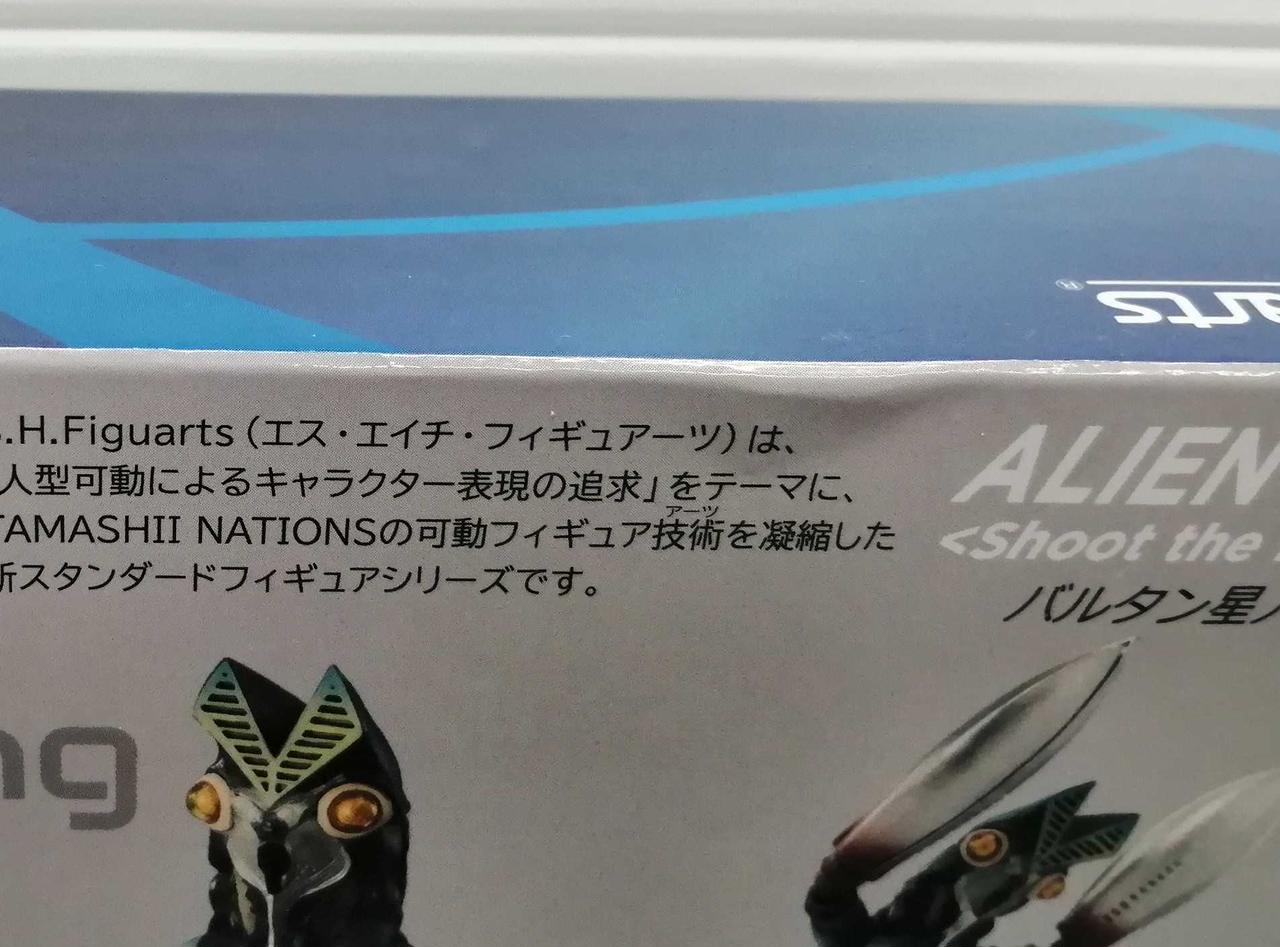 arts®
S.H.Figuarts（エス・エイチ・フィギュアーツ）は、
人型可動によるキャラクター表現の追求」をテーマに、
TAMASHII NATIONSの可動フィギュア技術を凝縮した
アーツ
新スタンダードフィギュアシリーズです。
ALIEN
<Shoot the
バルタン星人
ng